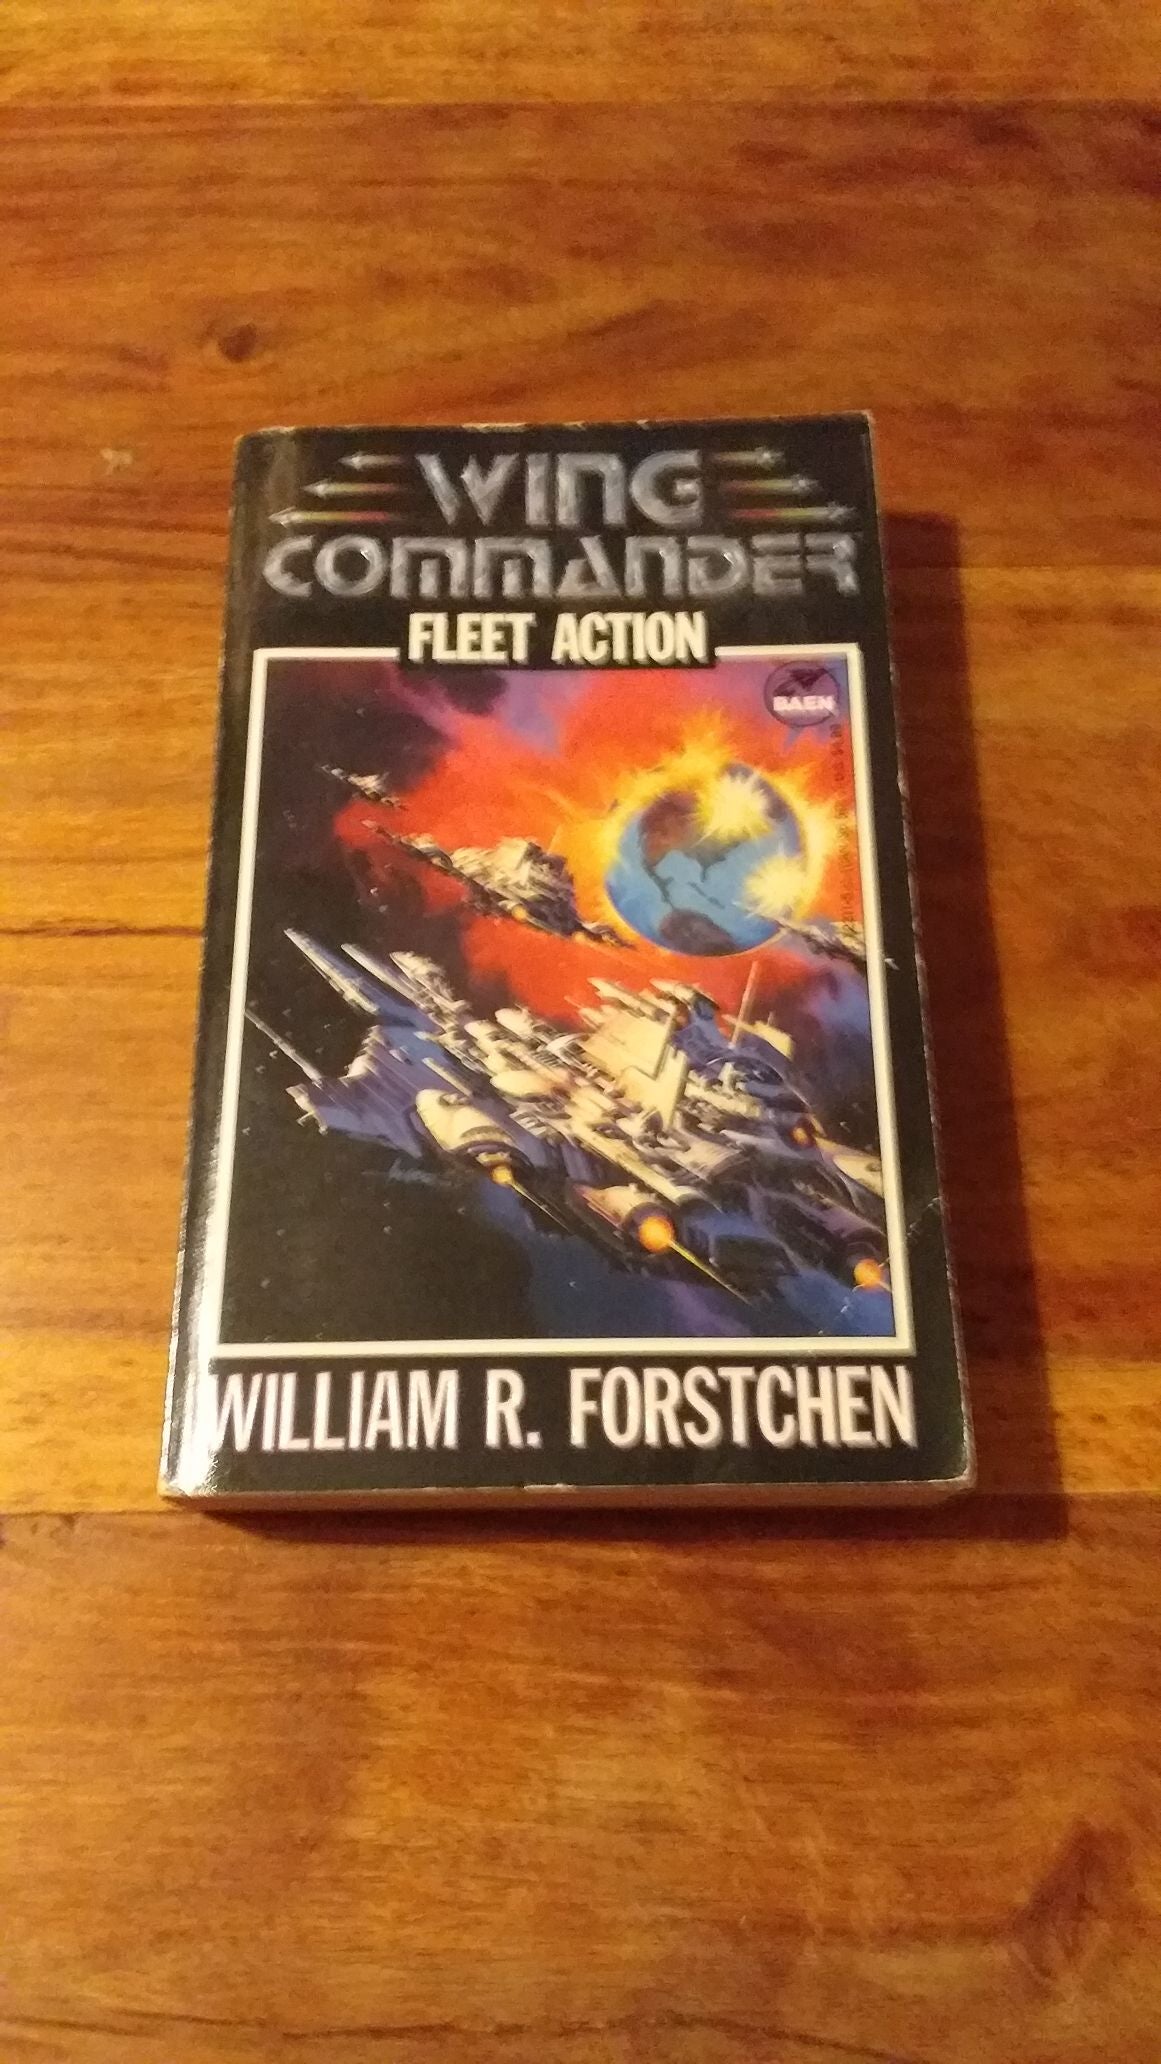 WING
COMMANDER
FLEET ACTION
BAEN
WILLIAM R. FORSTCHEN